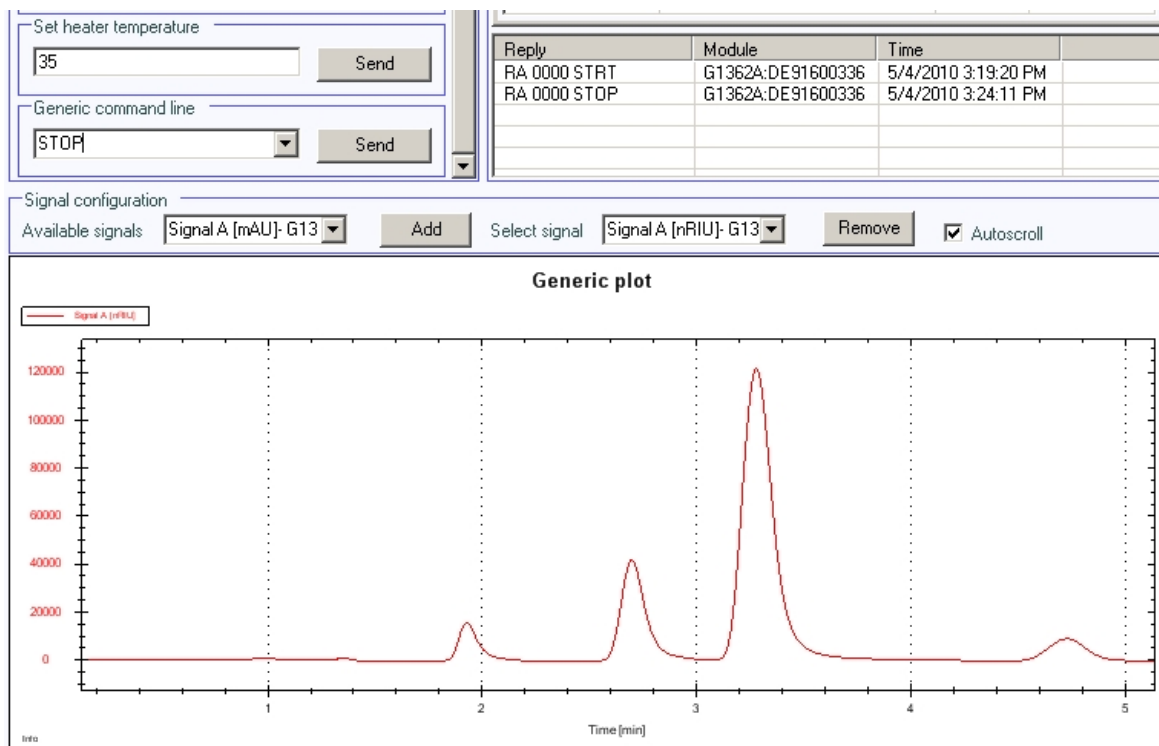 Set heater temperature
35 Send
Generic command line
STOP Send
Reply Module Time
RA 0000 STRT G1362A:DE91600336 5/4/2010 3:19:20 PM
RA 0000 STOP G1362A:DE91600336 5/4/2010 3:24:11 PM
Signal configuration
Available signals Signal A [mAU]- G13 Add Select signal Signal A [nRIU]- G13 Remove Autoscroll
Generic plot
Signal A [nRIU]
120000
100000
80000
60000
40000
20000
0
1 2 3 4 5
Time [min]
Info